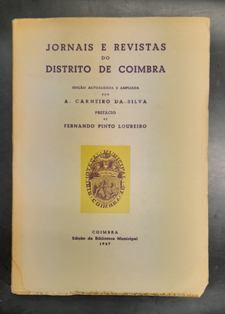 JORNAIS E REVISTAS
DO
DISTRITO DE COIMBRA
EDIÇÃO ACTUALIZADA E AMPLIADA
POR
A. CARNEIRO DA SILVA
PREFÁCIO
DE
FERNANDO PINTO LOUREIRO
COIMBRA
Edição da Biblioteca Municipal
1947